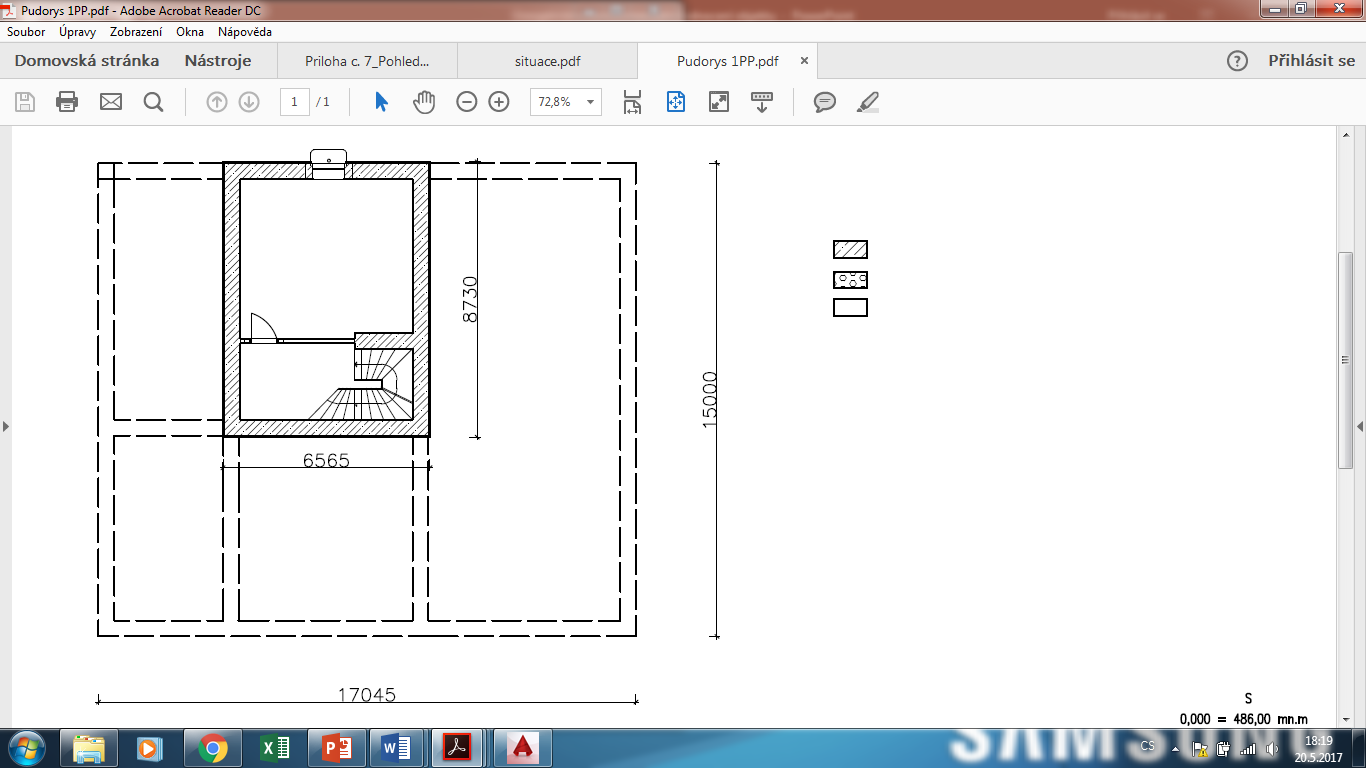 Pudorys 1PP.pdf - Adobe Acrobat Reader DC
Soubor Úpravy Zobrazení Okna Nápověda
Domovská stránka Nástroje Priloha c. 7_Pohled... situace.pdf Pudorys 1PP.pdf × Přihlásit se
1 / 1 72,8%
8730
15000
6565
17045
S
0,000 = 486,00 mn.m
SAMSUNG
CS 18:19
20.5.2017